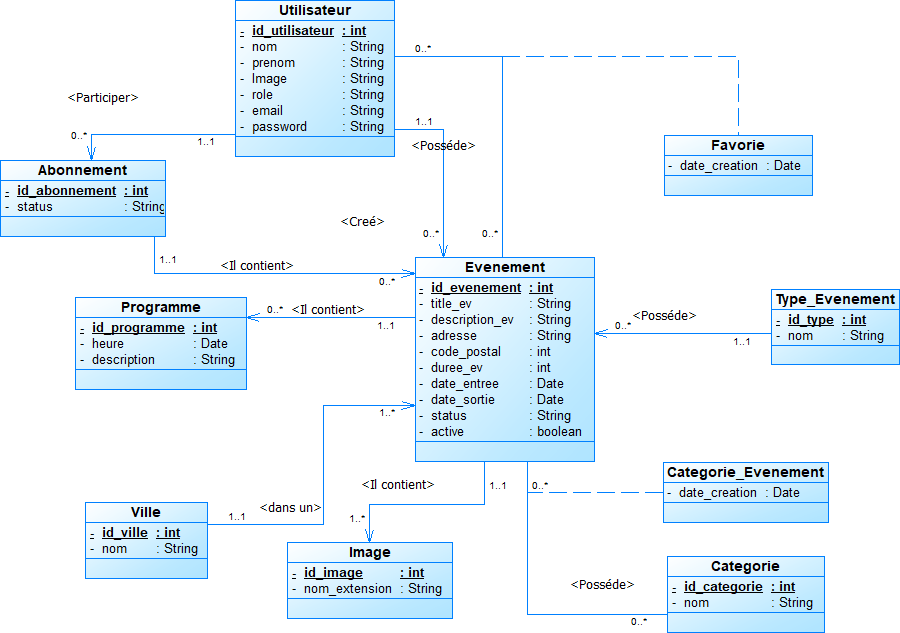 Utilisateur
- id_utilisateur : int
- nom : String
- prenom : String
- Image : String
- role : String
- email : String
- password : String
0..*
<Participer>
0..*
1..1
1..1
<Posséde>
Favorie
- date_creation : Date
Abonnement
- id_abonnement : int
- status : String
<Creé>
0..*
0..*
1..1
<Il contient>
0..*
Evenement
- id_evenement : int
- title_ev : String
- description_ev : String
- adresse : String
- code_postal : int
- duree_ev : int
- date_entree : Date
- date_sortie : Date
- status : String
- active : boolean
Programme
- id_programme : int
- heure : Date
- description : String
0..*
<Il contient>
1..1
0..*
<Posséde>
1..1
Type_Evenement
- id_type : int
- nom : String
1..*
<dans un>
1..1
Ville
- id_ville : int
- nom : String
<Il contient>
1..1
1..*
0..*
Categorie_Evenement
- date_creation : Date
Image
- id_image : int
- nom_extension : String
<Posséde>
0..*
Categorie
- id_categorie : int
- nom : String